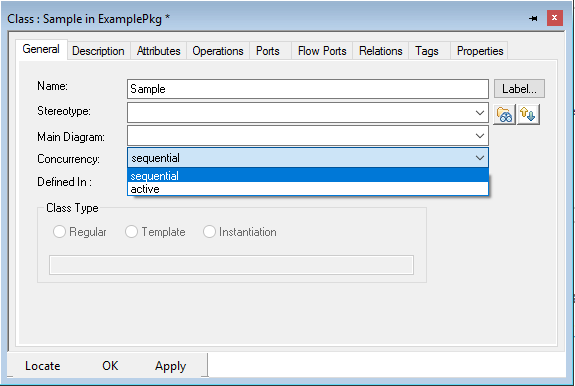 Class : Sample in ExamplePkg *
General Description Attributes Operations Ports Flow Ports Relations Tags Properties
Name: Sample Label...
Stereotype:
Main Diagram:
Concurrency: sequential
sequential
Defined In :
active
Class Type
Regular Template Instantiation
Locate OK Apply